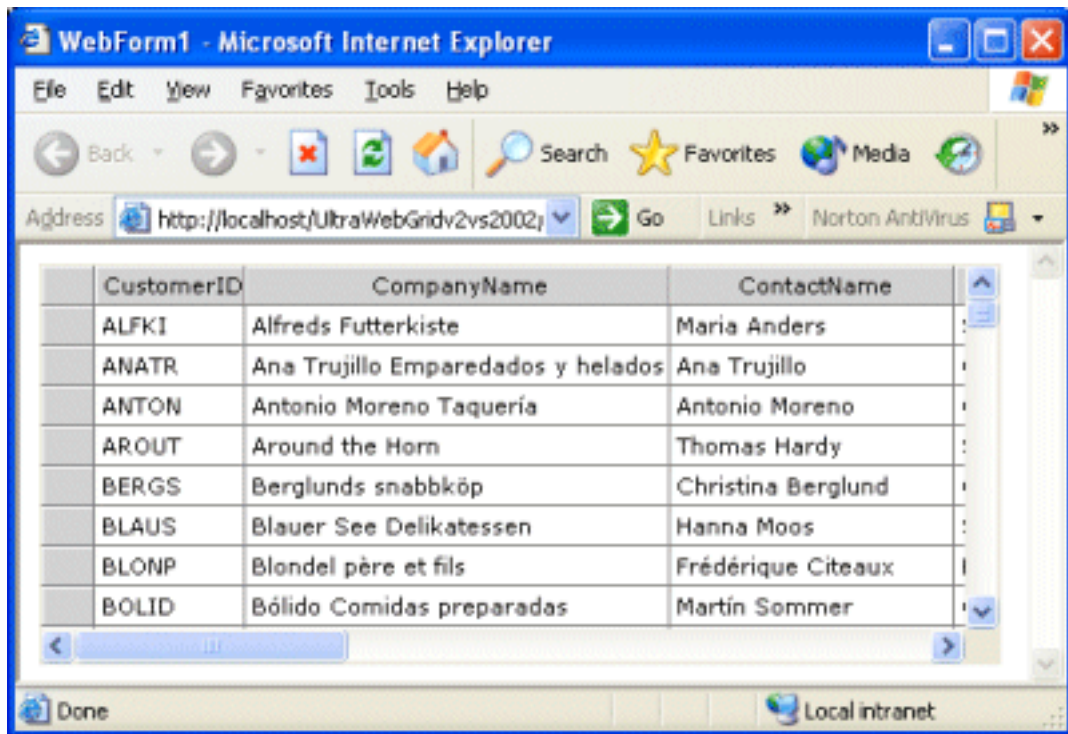 WebForm1 - Microsoft Internet Explorer
File Edit View Favorites Tools Help
Back Search Favorites Media
Address http://localhost/UltraWebGridv2vs2002 Go Links Norton AntiVirus
CustomerID CompanyName ContactName
ALFKI Alfreds Futterkiste Maria Anders
ANATR Ana Trujillo Emparedados y helados Ana Trujillo
ANTON Antonio Moreno Taquería Antonio Moreno
AROUT Around the Horn Thomas Hardy
BERGS Berglunds snabbköp Christina Berglund
BLAUS Blauer See Delikatessen Hanna Moos
BLONP Blondel père et fils Frédérique Citeaux
BOLID Bólido Comidas preparadas Martín Sommer
Done Local intranet